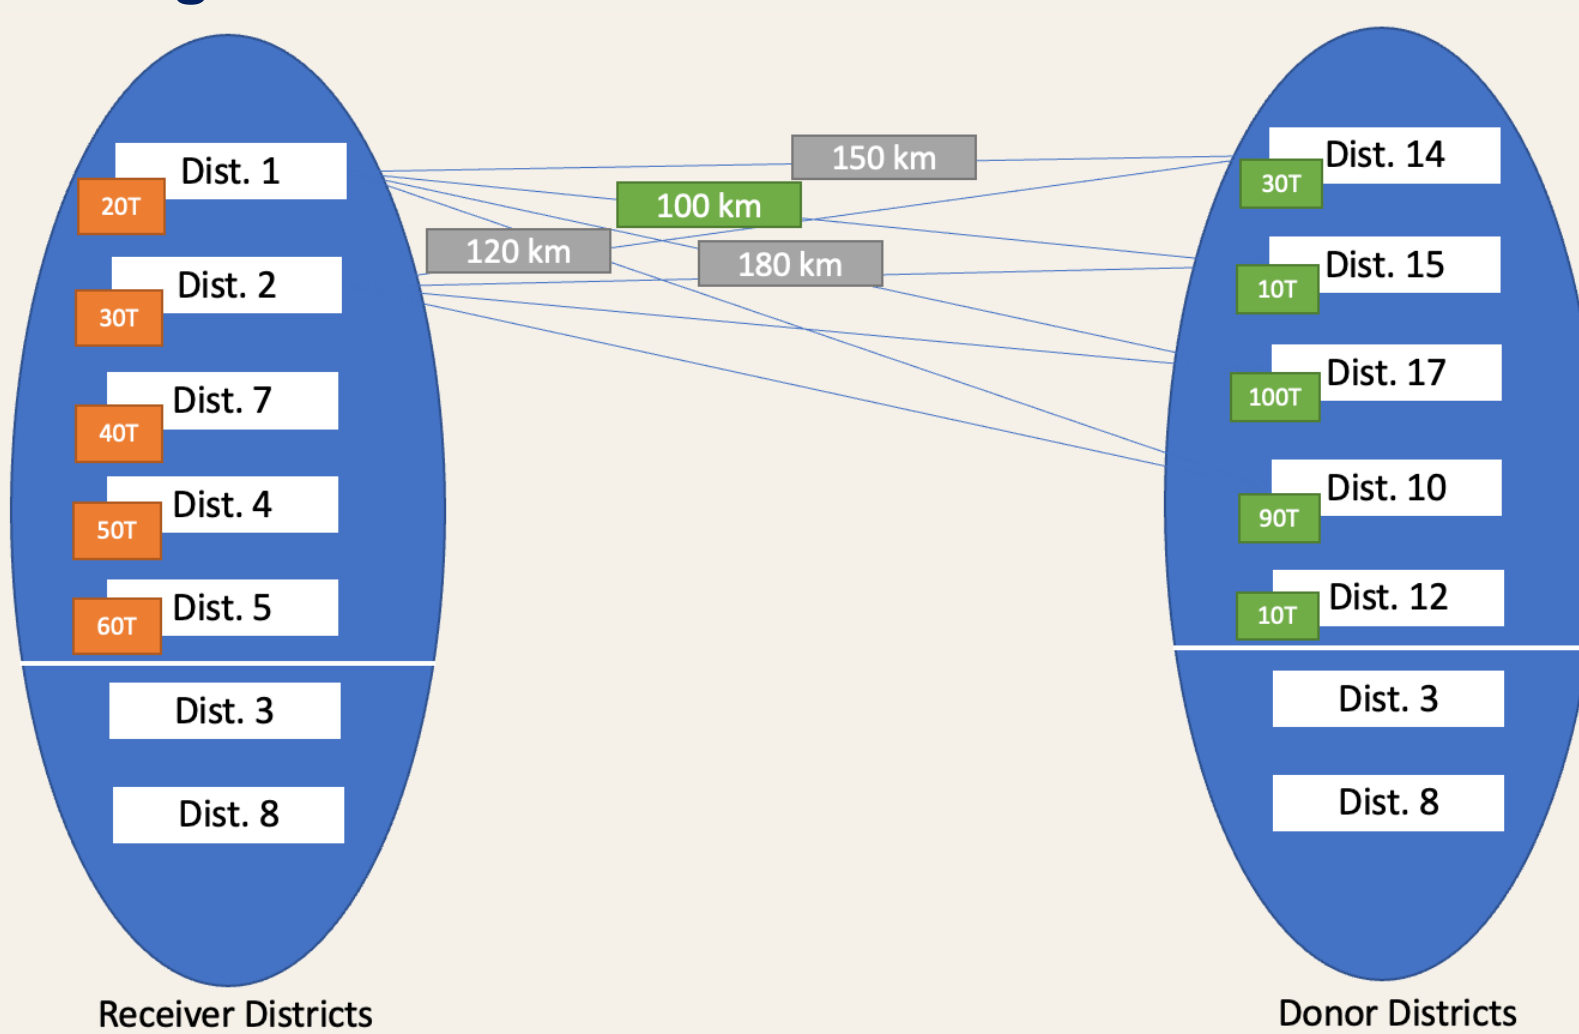 Dist. 1
20T
Dist. 2
30T
Dist. 7
40T
Dist. 4
50T
Dist. 5
60T
Dist. 3
Dist. 8
Receiver Districts
150 km
100 km
120 km
180 km
Dist. 14
30T
Dist. 15
10T
Dist. 17
100T
Dist. 10
90T
Dist. 12
10T
Dist. 3
Dist. 8
Donor Districts